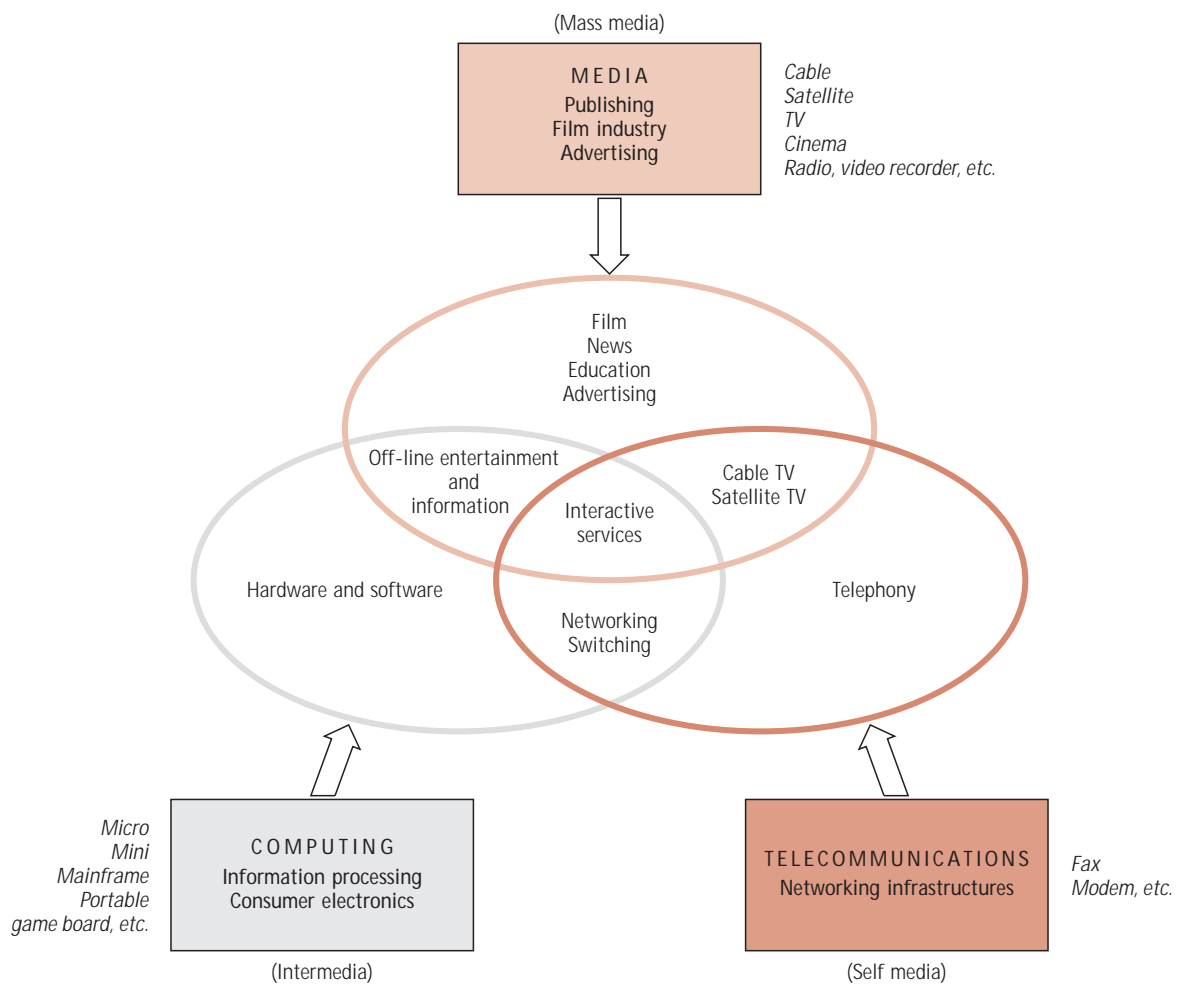 (Mass media)
MEDIA
Publishing
Film industry
Advertising
Cable
Satellite
TV
Cinema
Radio, video recorder, etc.
Film
News
Education
Advertising
Off-line entertainment
and
information
Cable TV
Satellite TV
Interactive
services
Hardware and software
Telephony
Networking
Switching
Micro
Mini
Mainframe
Portable
game board, etc.
COMPUTING
Information processing
Consumer electronics
(Intermedia)
TELECOMMUNICATIONS
Networking infrastructures
Fax
Modem, etc.
(Self media)